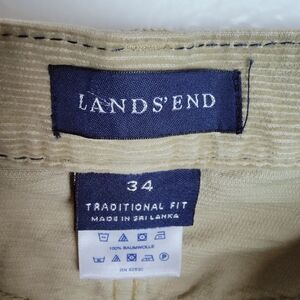 LANDS' END
34
TRADITIONAL FIT
MADE IN SRI LANKA
100% BAUMWOLLE